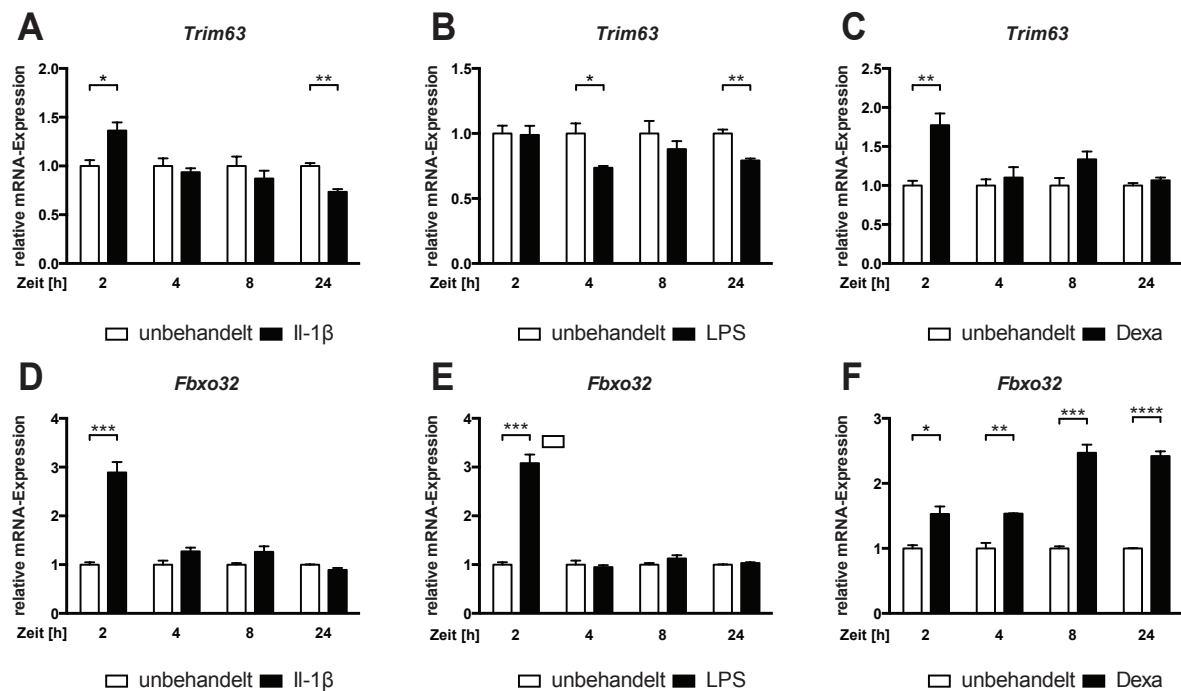 A
Trim63
relative mRNA-Expression
2.0
1.5
1.0
0.5
0.0
*
**
Zeit [h] 2 4 8 24
unbehandelt Il-1β
B
Trim63
relative mRNA-Expression
1.5
1.0
0.5
0.0
*
**
Zeit [h] 2 4 8 24
unbehandelt LPS
C
Trim63
relative mRNA-Expression
2.5
2.0
1.5
1.0
0.5
0.0
**
Zeit [h] 2 4 8 24
unbehandelt Dexa
D
Fbxo32
relative mRNA-Expression
4
3
2
1
0
***
Zeit [h] 2 4 8 24
unbehandelt Il-1β
E
Fbxo32
relative mRNA-Expression
4
3
2
1
0
***
Zeit [h] 2 4 8 24
unbehandelt LPS
F
Fbxo32
relative mRNA-Expression
3
2
1
0
*
**
***
****
Zeit [h] 2 4 8 24
unbehandelt Dexa